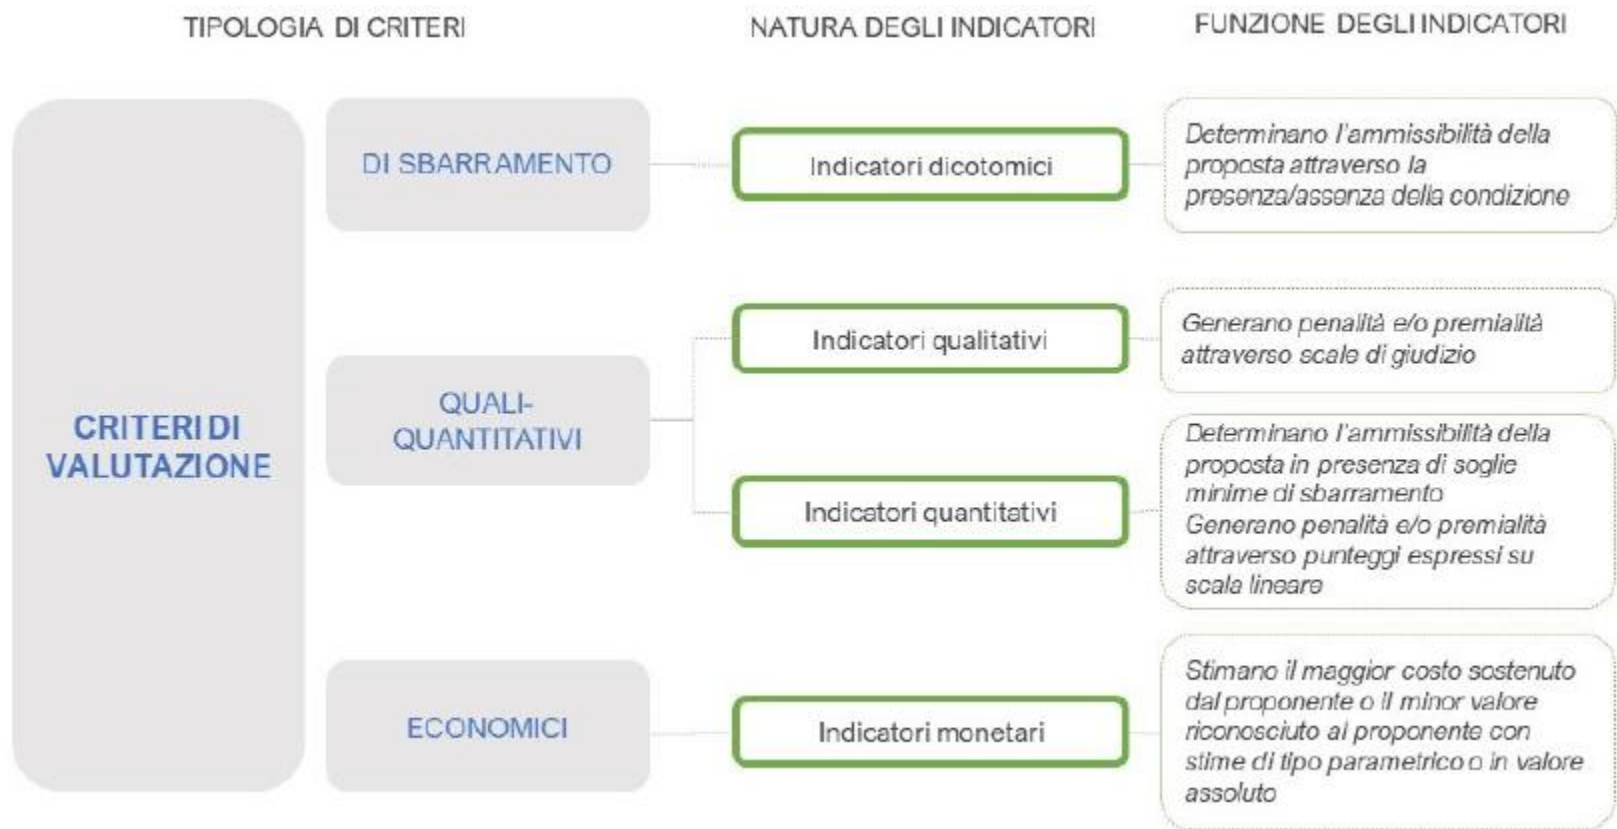 TIPOLOGIA DI CRITERI
NATURA DEGLI INDICATORI
FUNZIONE DEGLI INDICATORI
CRITERI DI
VALUTAZIONE
DI SBARRAMENTO
Indicatori dicotomici
Determinano l'ammissibilità della
proposta attraverso la
presenza/assenza della condizione
QUALI-
QUANTITATIVI
Indicatori qualitativi
Generano penalità e/o premialità
attraverso scale di giudizio
Indicatori quantitativi
Determinano l'ammissibilità della
proposta in presenza di soglie
minime di sbarramento
Generano penalità e/o premialità
attraverso punteggi espressi su
scala lineare
ECONOMICI
Indicatori monetari
Stimano il maggior costo sostenuto
dal proponente o il minor valore
riconosciuto al proponente con
stime di tipo parametrico o in valore
assoluto